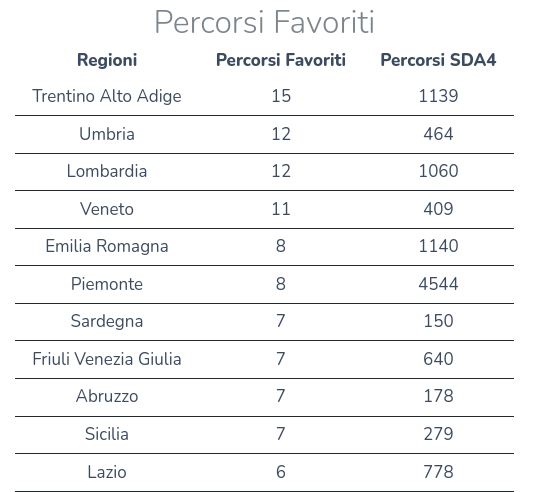 Percorsi Favoriti
Regioni Percorsi Favoriti Percorsi SDA4
Trentino Alto Adige 15 1139
Umbria 12 464
Lombardia 12 1060
Veneto 11 409
Emilia Romagna 8 1140
Piemonte 8 4544
Sardegna 7 150
Friuli Venezia Giulia 7 640
Abruzzo 7 178
Sicilia 7 279
Lazio 6 778